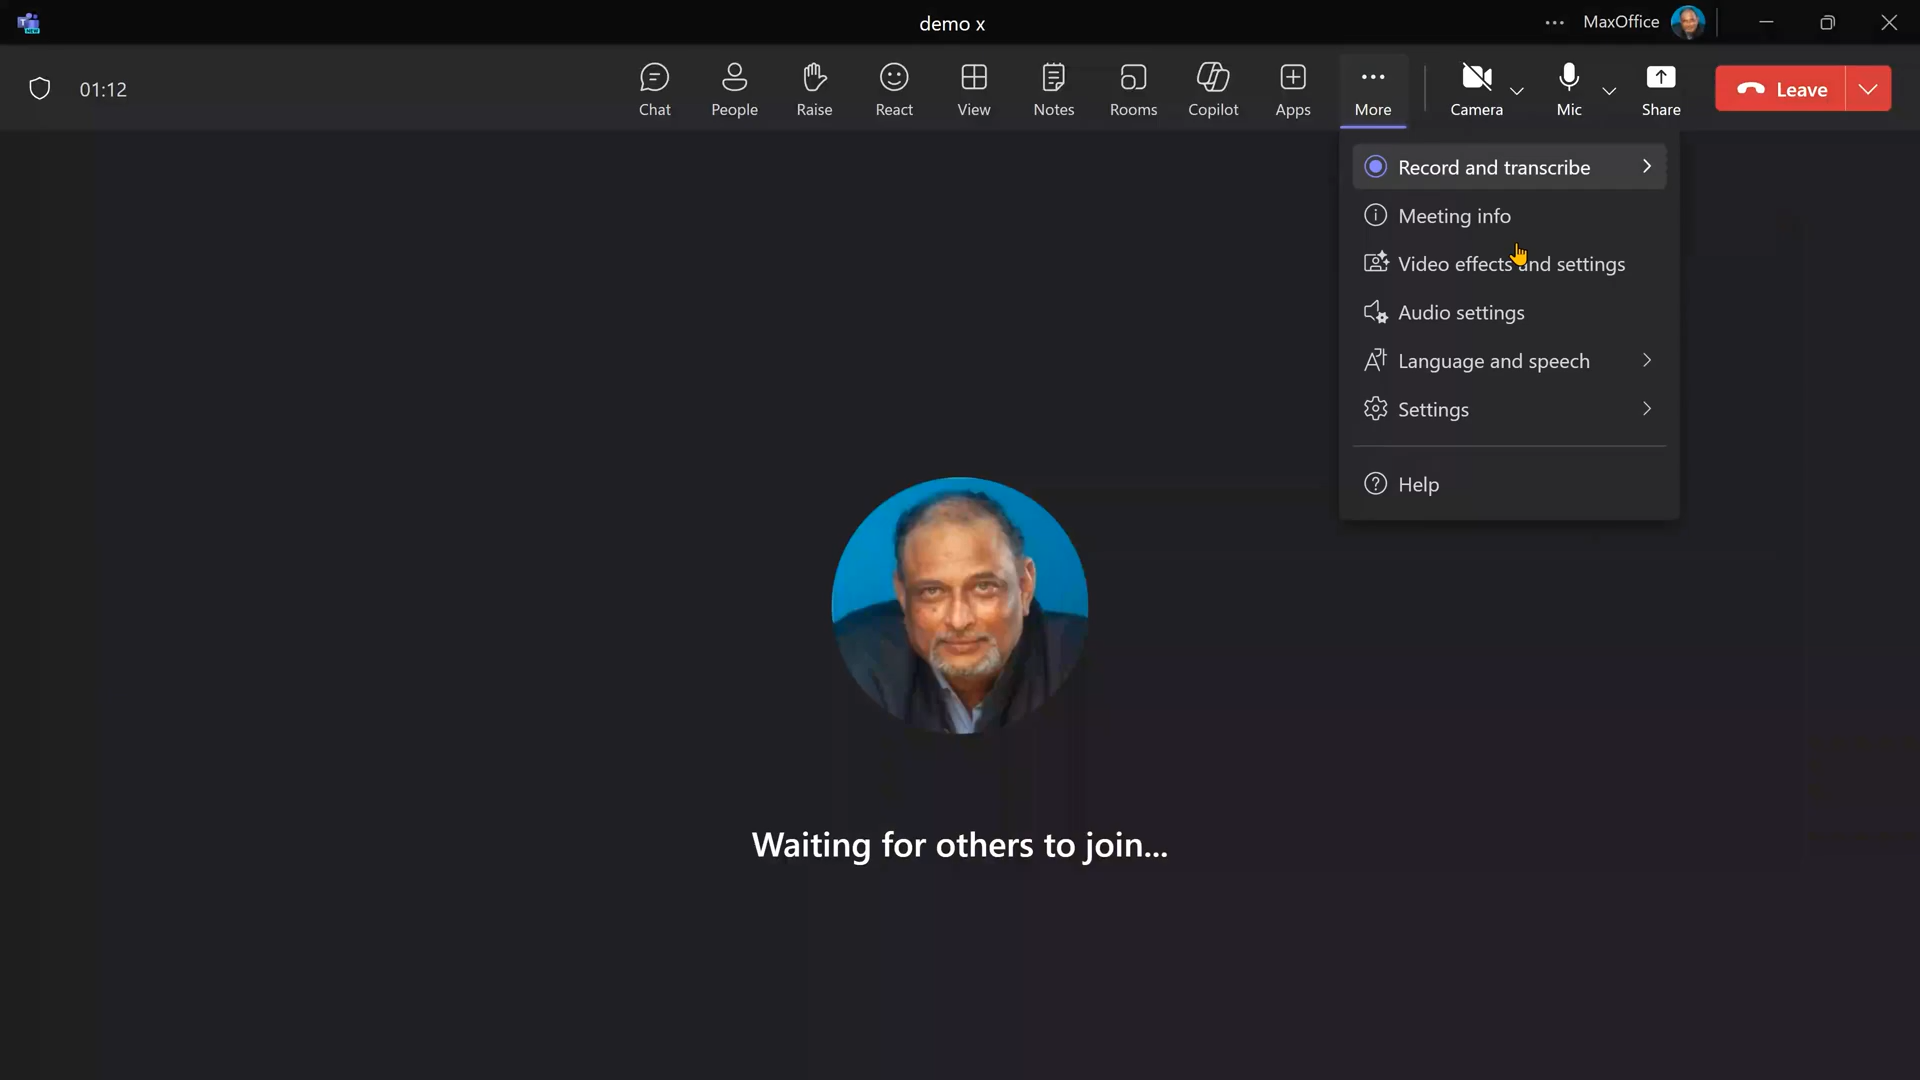 demo x
MaxOffice
01:12
Chat
People
Raise
React
View
Notes
Rooms
Copilot
Apps
More
Camera
Mic
Share
Leave
Record and transcribe
Meeting info
Video effects and settings
Audio settings
Language and speech
Settings
Help
Waiting for others to join...